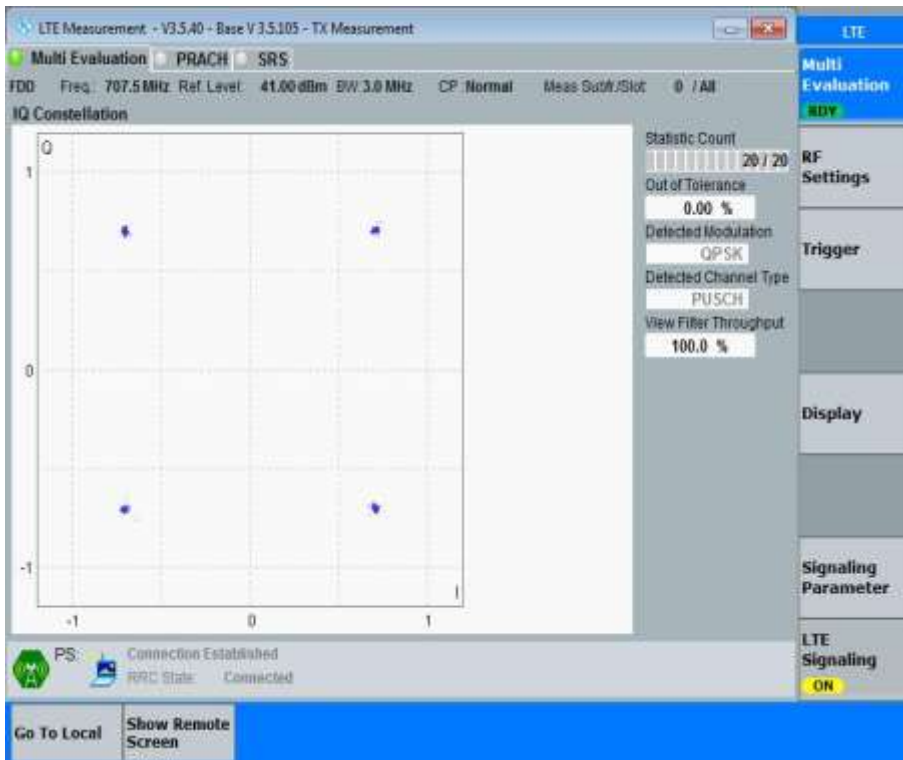 LTE Measurement - V3.5.40 - Base V 3.5.105 - TX Measurement
LTE
Multi Evaluation PRACH SRS
Multi
Evaluation
RDY
FDD Freq.: 707.5 MHz Ref. Level: 41.00 dBm BW: 3.0 MHz CP: Normal Meas Subfr./Slot: 0 / All
IQ Constellation
Q
1
0
-1
-1
0
1
I
Statistic Count
20 / 20
Out of Tolerance
0.00 %
Detected Modulation
QPSK
Detected Channel Type
PUSCH
View Filter Throughput
100.0 %
RF
Settings
Trigger
Display
Signaling
Parameter
LTE
Signaling
ON
PS:
Connection Established
RRC State: Connected
Go To Local
Show Remote
Screen